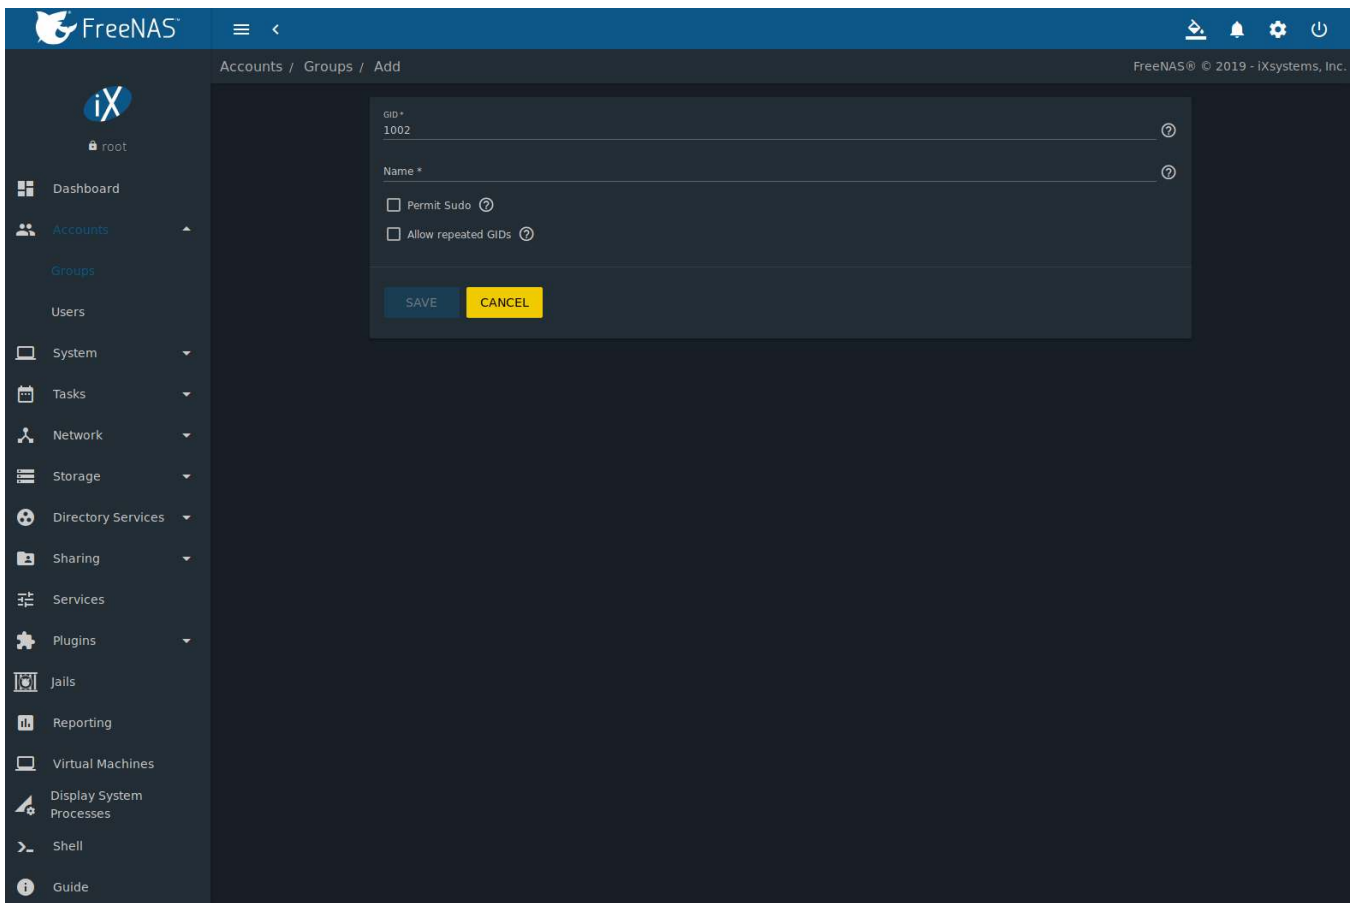 FreeNAS™
Accounts / Groups / Add
FreeNAS® © 2019 - iXsystems, Inc.
iX
root
Dashboard
Accounts
Groups
Users
System
Tasks
Network
Storage
Directory Services
Sharing
Services
Plugins
Jails
Reporting
Virtual Machines
Display System
Processes
Shell
Guide
GID *
1002
Name *
Permit Sudo
Allow repeated GIDs
SAVE CANCEL